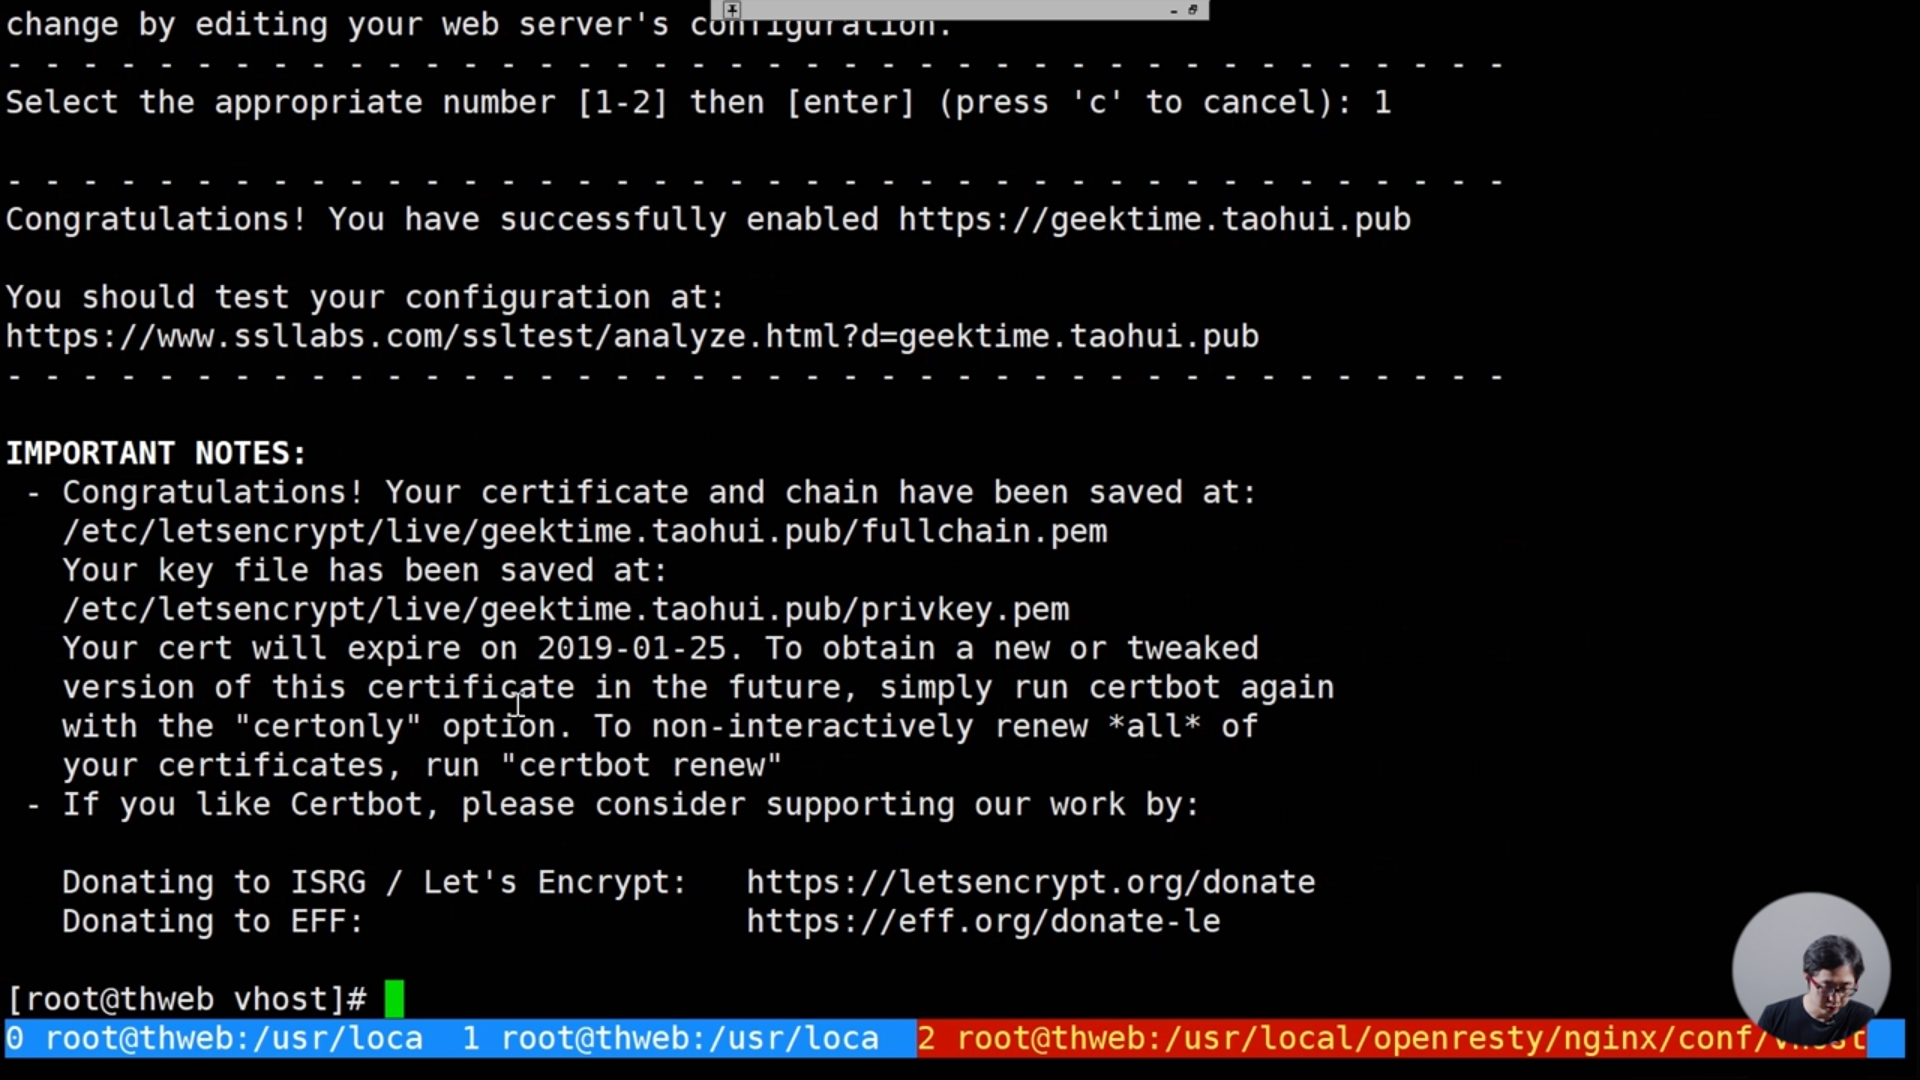 change by editing your web server's configuration.
- - - - - - - - - - - - - - - - - - - - - - - - - - - - - - - - - - - - - - - -
Select the appropriate number [1-2] then [enter] (press 'c' to cancel): 1
- - - - - - - - - - - - - - - - - - - - - - - - - - - - - - - - - - - - - - - -
Congratulations! You have successfully enabled https://geektime.taohui.pub
You should test your configuration at:
https://www.ssllabs.com/ssltest/analyze.html?d=geektime.taohui.pub
- - - - - - - - - - - - - - - - - - - - - - - - - - - - - - - - - - - - - - - -
IMPORTANT NOTES:
- Congratulations! Your certificate and chain have been saved at:
/etc/letsencrypt/live/geektime.taohui.pub/fullchain.pem
Your key file has been saved at:
/etc/letsencrypt/live/geektime.taohui.pub/privkey.pem
Your cert will expire on 2019-01-25. To obtain a new or tweaked
version of this certificate in the future, simply run certbot again
with the "certonly" option. To non-interactively renew *all* of
your certificates, run "certbot renew"
- If you like Certbot, please consider supporting our work by:
Donating to ISRG / Let's Encrypt: https://letsencrypt.org/donate
Donating to EFF: https://eff.org/donate-le
[root@thweb vhost]#
0 root@thweb:/usr/loca 1 root@thweb:/usr/loca 2 root@thweb:/usr/local/openresty/nginx/conf/vhost